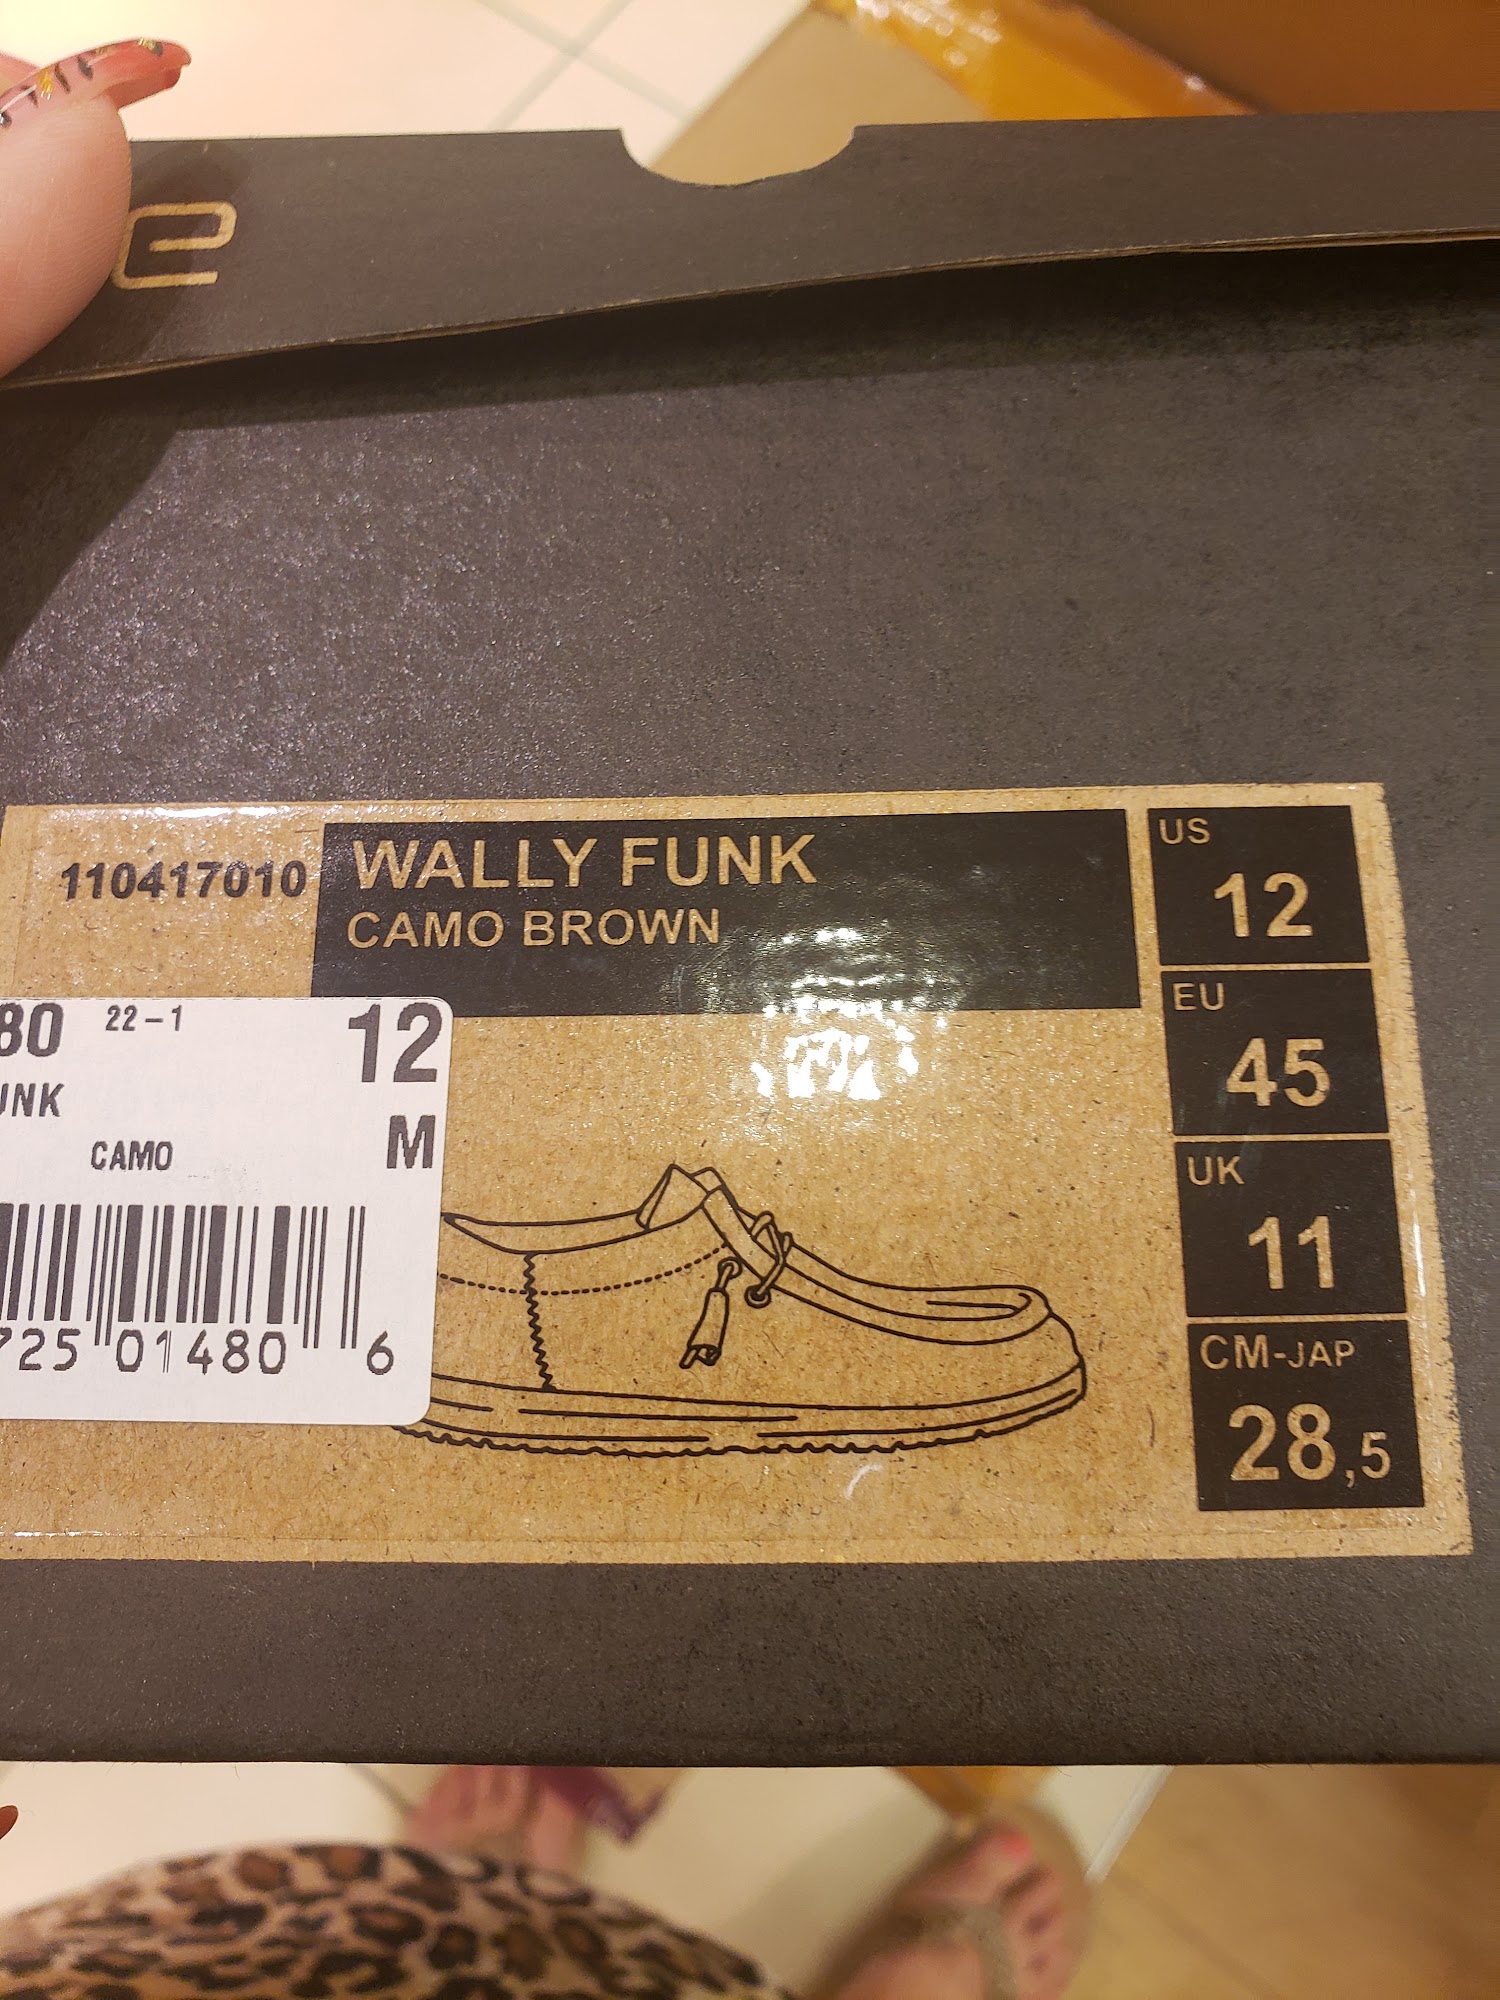 e
110417010
WALLY FUNK
CAMO BROWN
80 22-1 12
UNK M
CAMO
725 01480 6
US
12
EU
45
UK
11
CM-JAP
28,5